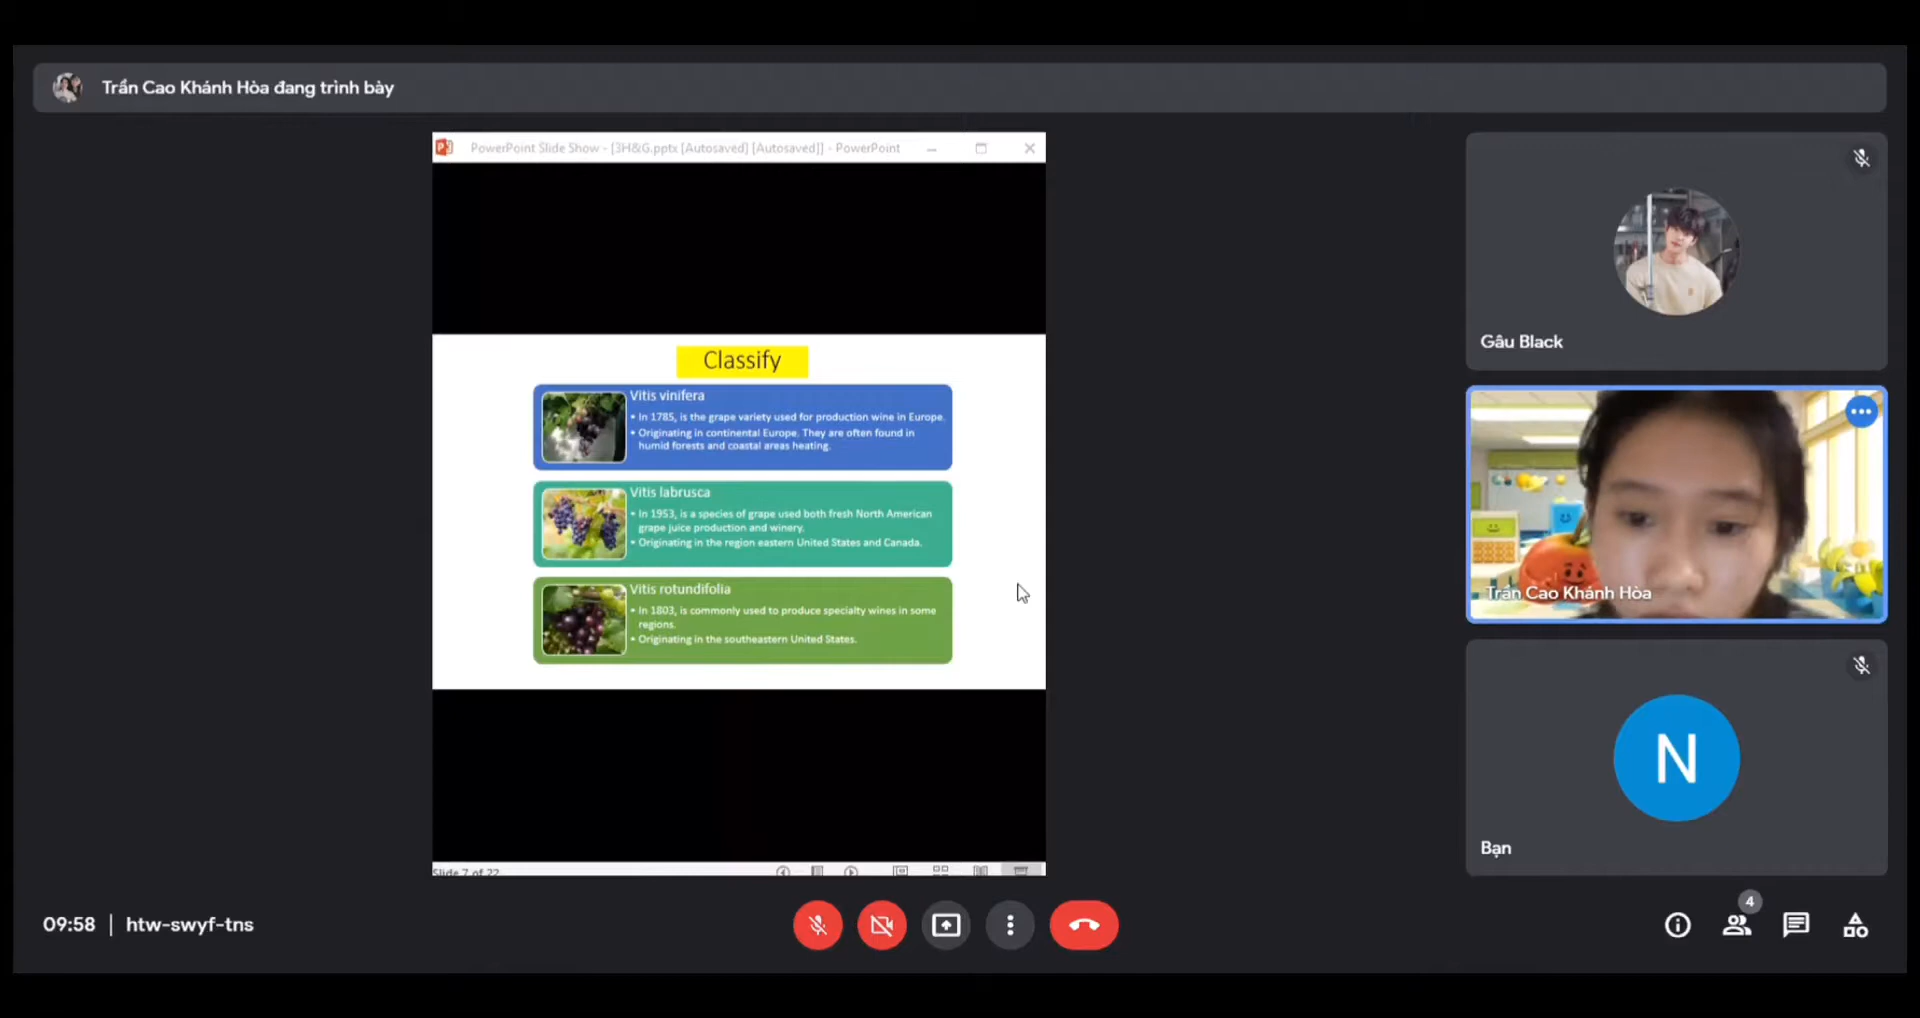 Trần Cao Khánh Hòa đang trình bày
PowerPoint Slide Show - [3H&G.pptx [Autosaved] [Autosaved]] - PowerPoint
Classify
Vitis vinifera
• In 1785, is the grape variety used for production wine in Europe.
• Originating in continental Europe. They are often found in
humid forests and coastal areas heating.
Vitis labrusca
• In 1953, is a species of grape used both fresh North American
grape juice production and winery.
• Originating in the region eastern United States and Canada.
Vitis rotundifolia
• In 1803, is commonly used to produce specialty wines in some
regions.
• Originating in the southeastern United States.
Slide 7 of 22
Gâu Black
Trần Cao Khánh Hòa
N
Bạn
09:58 | htw-swyf-tns
4